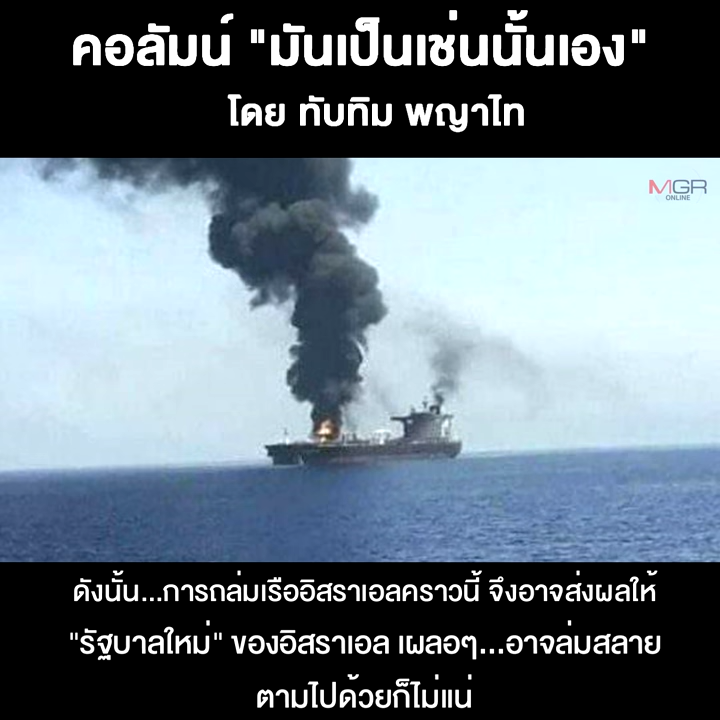 คอลัมน์ "มันเป็นเช่นนั้นเอง"
โดย ทับทิม พญาไท
MGR
ONLINE
ดังนั้น...การถล่มเรืออิสราเอลคราวนี้ จึงอาจส่งผลให้
"รัฐบาลใหม่" ของอิสราเอล เผลอๆ...อาจล่มสลาย
ตามไปด้วยก็ไม่แน่